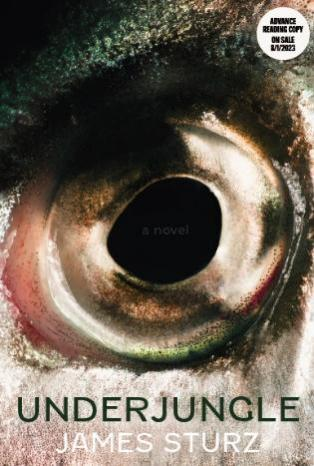 ADVANCE
READING COPY
ON SALE
8/1/2023
a novel
UNDERJUNGLE
JAMES STURZ